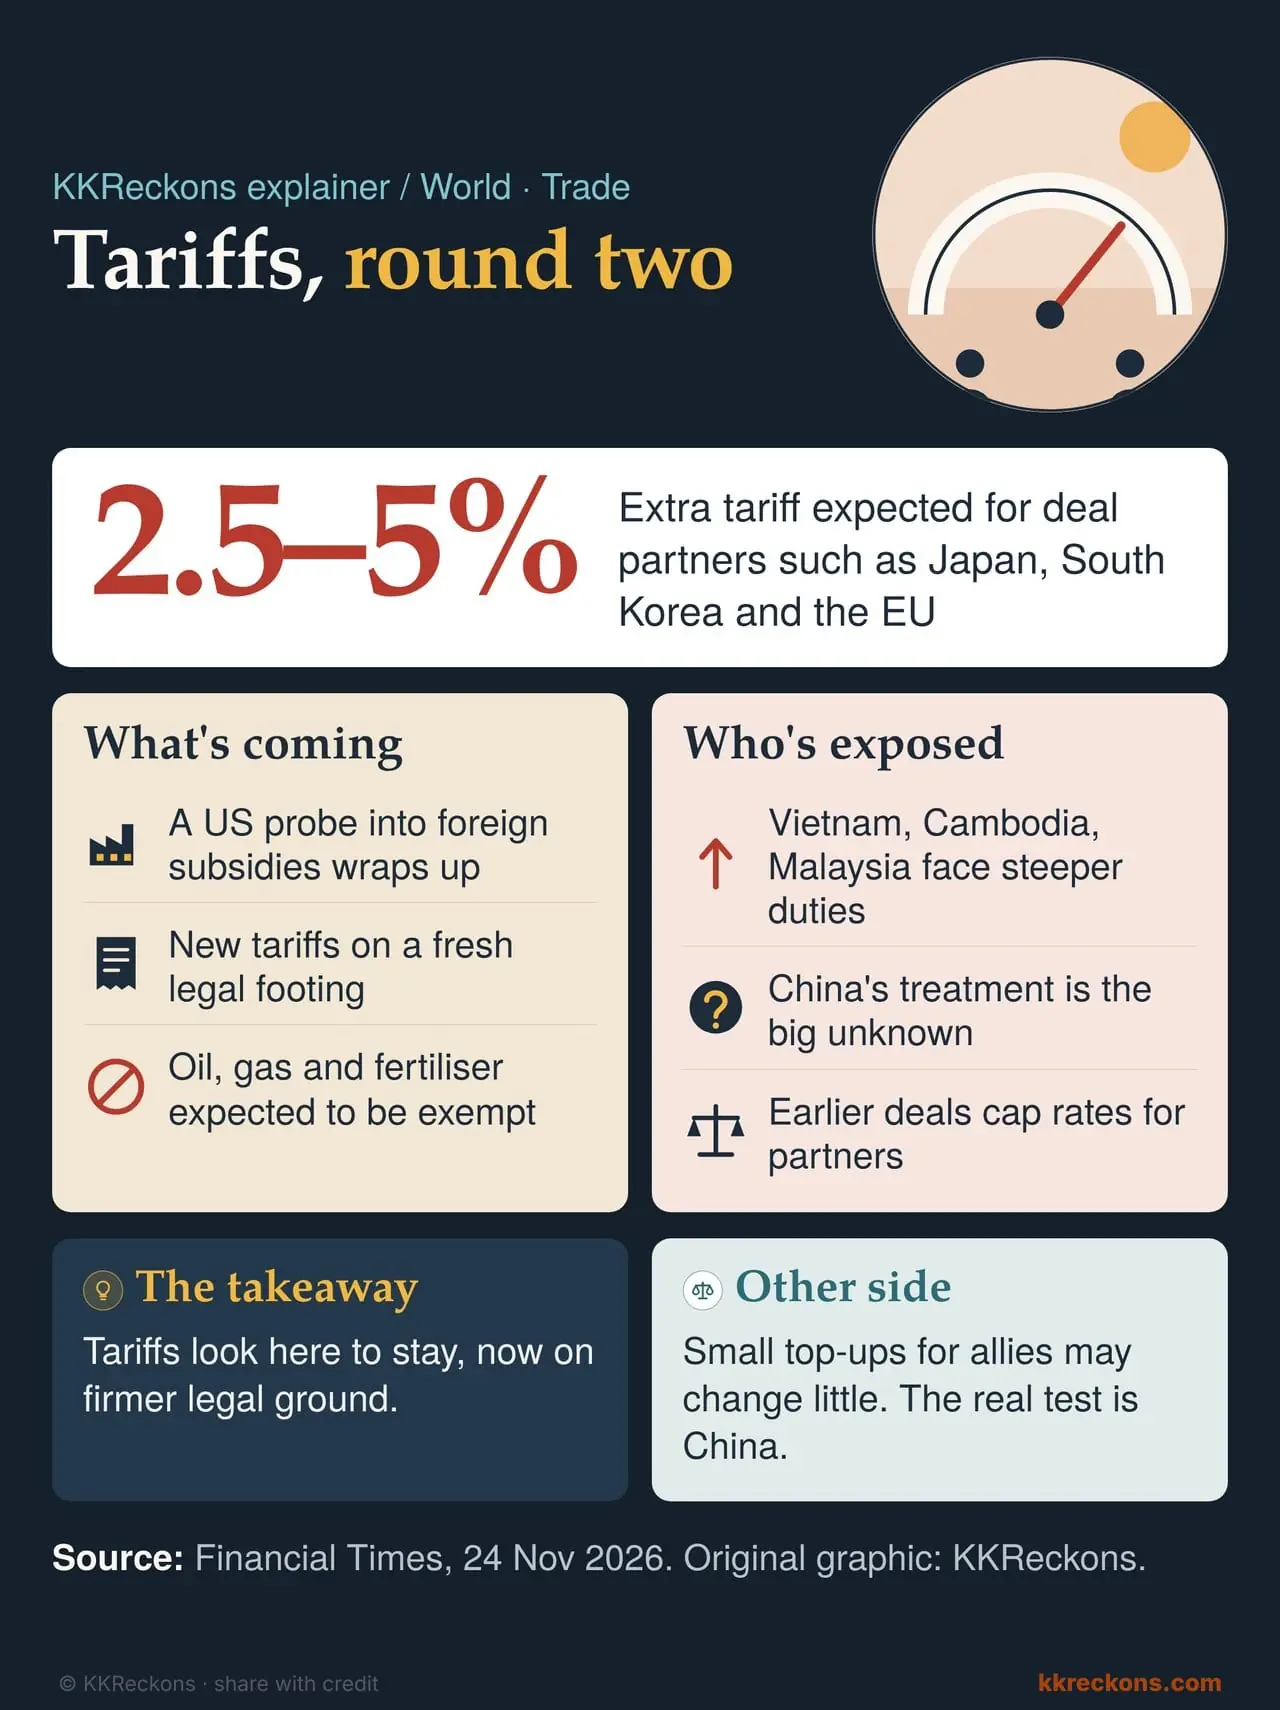 KKReckons explainer / World · Trade
Tariffs, round two
2.5–5%
Extra tariff expected for deal
partners such as Japan, South
Korea and the EU
What's coming
A US probe into foreign
subsidies wraps up
New tariffs on a fresh
legal footing
Oil, gas and fertiliser
expected to be exempt
Who's exposed
Vietnam, Cambodia,
Malaysia face steeper
duties
?
China's treatment is the
big unknown
Earlier deals cap rates for
partners
The takeaway
Tariffs look here to stay, now on
firmer legal ground.
Other side
Small top-ups for allies may
change little. The real test is
China.
Source: Financial Times, 24 Nov 2026. Original graphic: KKReckons.
© KKReckons · share with credit
kkreckons.com